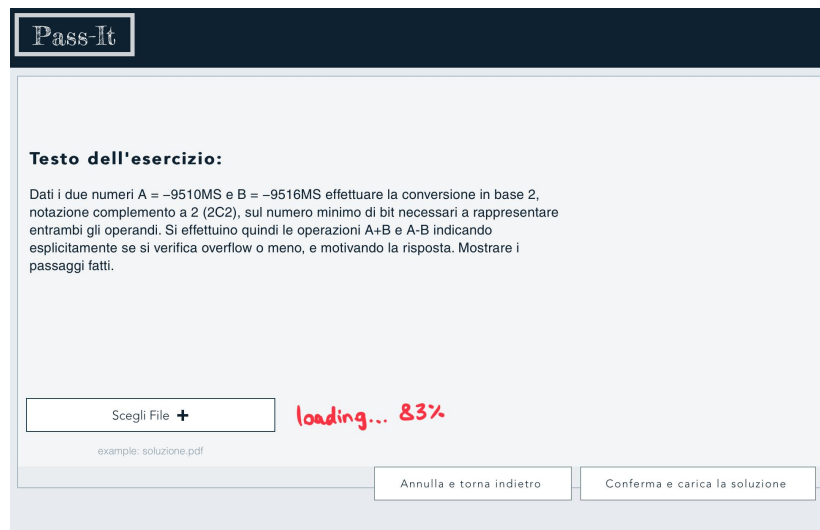 Pass-It
Testo dell'esercizio:
Dati i due numeri A = −9510MS e B = −9516MS effettuare la conversione in base 2,
notazione complemento a 2 (2C2), sul numero minimo di bit necessari a rappresentare
entrambi gli operandi. Si effettuino quindi le operazioni A+B e A-B indicando
esplicitamente se si verifica overflow o meno, e motivando la risposta. Mostrare i
passaggi fatti.
Scegli File +
loading... 83%
example: soluzione.pdf
Annulla e torna indietro
Conferma e carica la soluzione